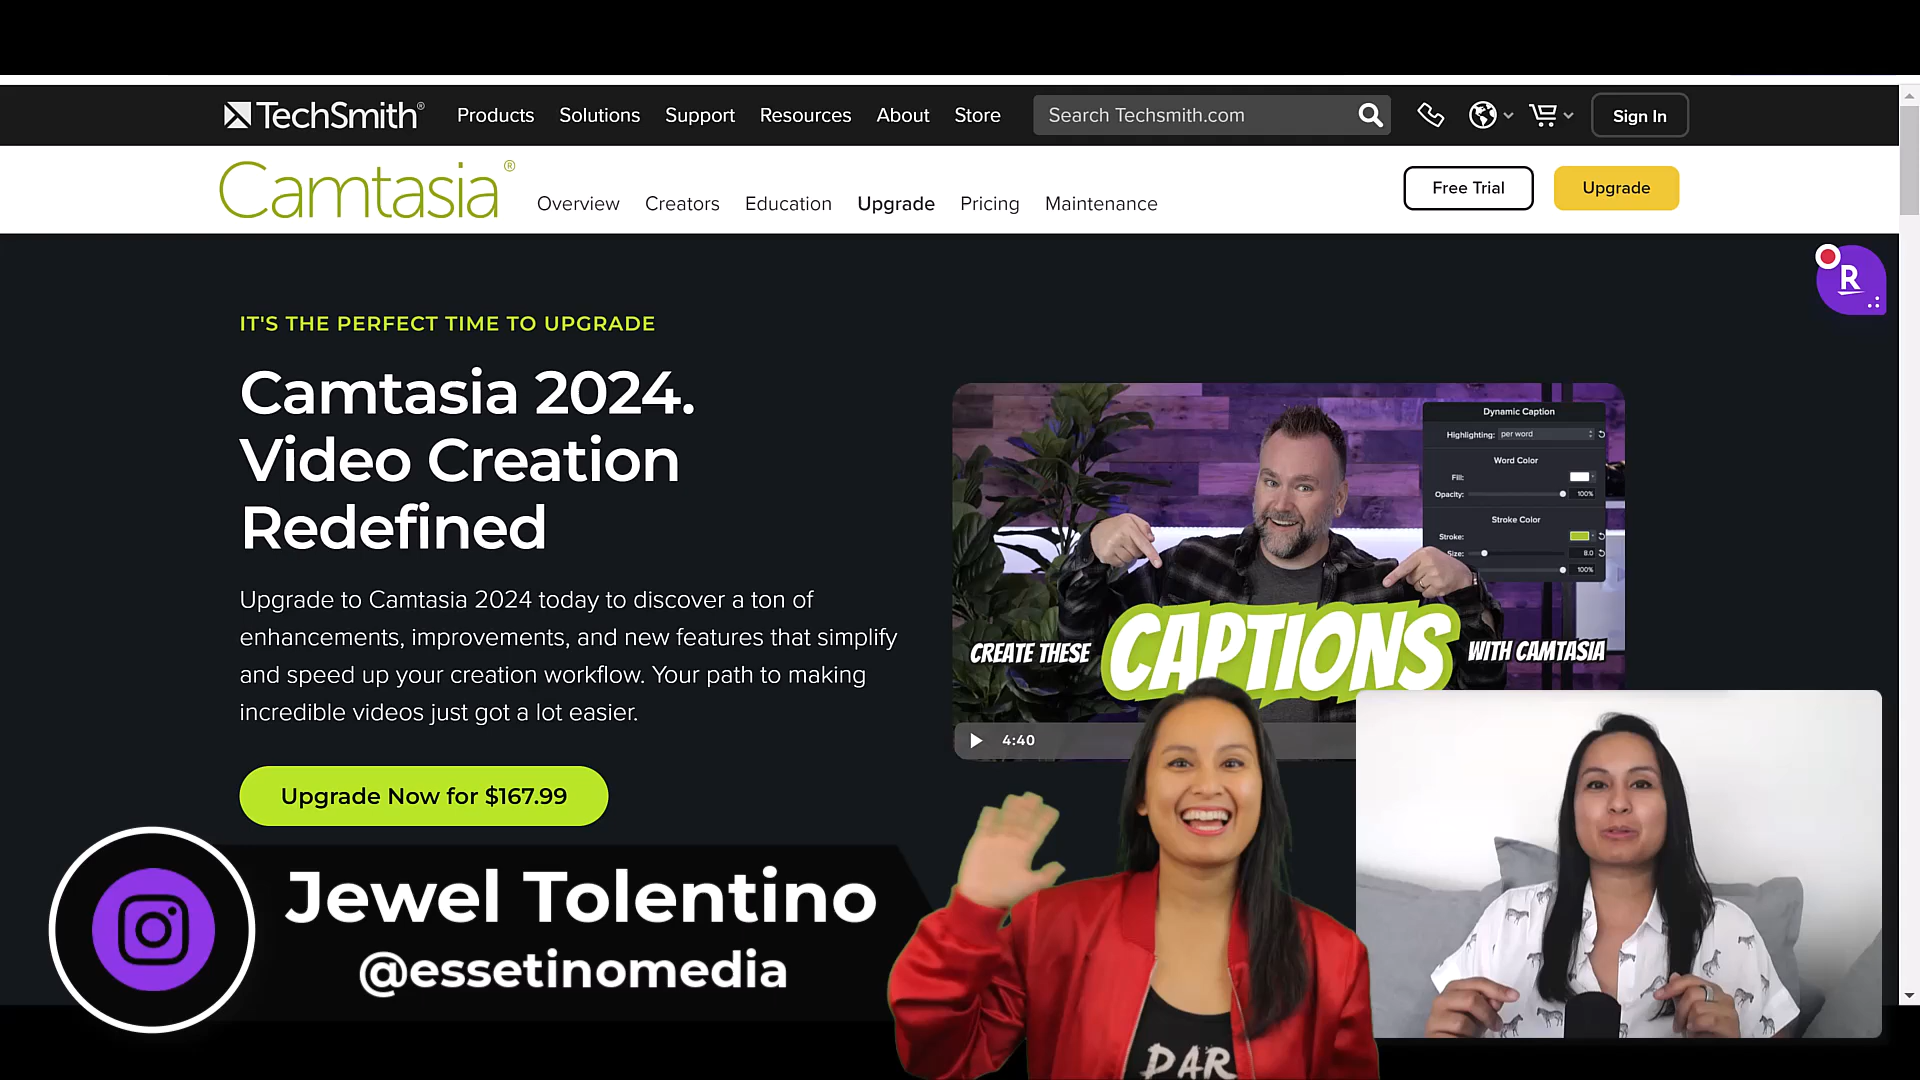 TechSmith®
Products Solutions Support Resources About Store
Search Techsmith.com
Sign In
Camtasia®
Overview Creators Education Upgrade Pricing Maintenance
Free Trial
Upgrade
R
IT'S THE PERFECT TIME TO UPGRADE
Camtasia 2024.
Video Creation
Redefined
Upgrade to Camtasia 2024 today to discover a ton of
enhancements, improvements, and new features that simplify
and speed up your creation workflow. Your path to making
incredible videos just got a lot easier.
Upgrade Now for $167.99
Dynamic Caption
Highlighting: per word
Word Color
Fill:
Opacity: 100%
Stroke Color
Stroke:
Size: 8.0
100%
CREATE THESE CAPTIONS WITH CAMTASIA
4:40
Jewel Tolentino
@essetinomedia
DAR